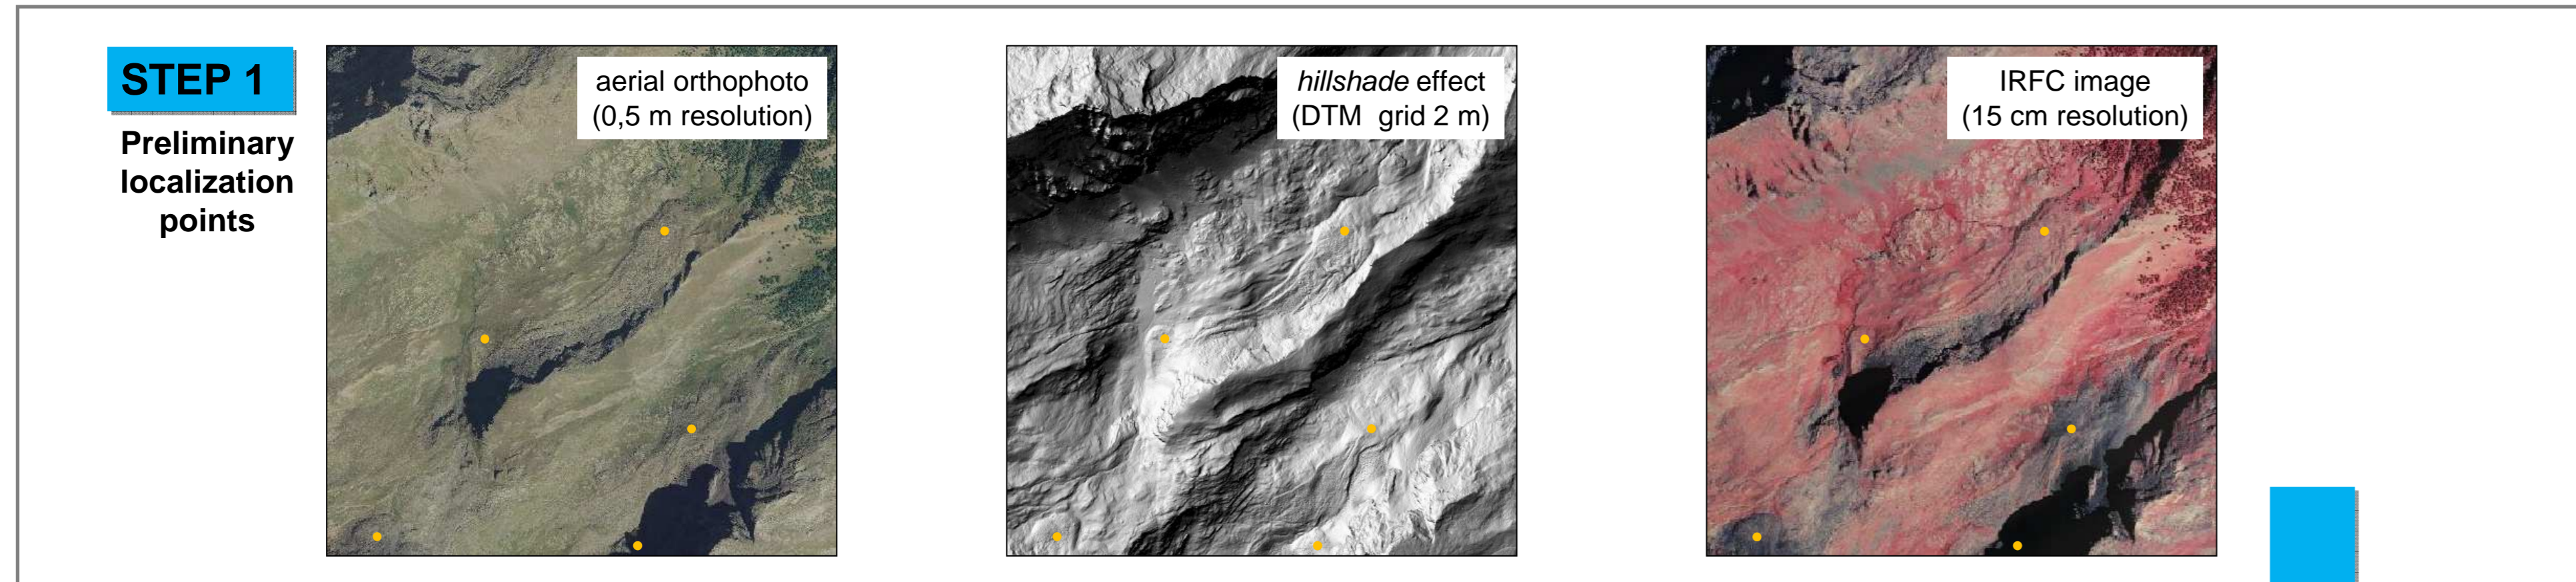 STEP 1
Preliminary
localization
points
aerial orthophoto
(0,5 m resolution)
hillshade effect
(DTM grid 2 m)
IRFC image
(15 cm resolution)